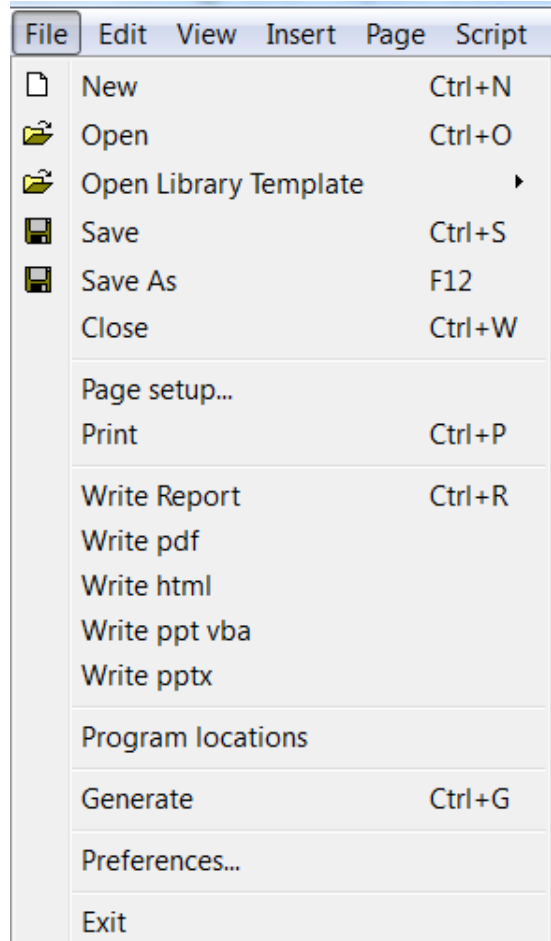 File Edit View Insert Page Script
New Ctrl+N
Open Ctrl+O
Open Library Template
Save Ctrl+S
Save As F12
Close Ctrl+W
Page setup...
Print Ctrl+P
Write Report Ctrl+R
Write pdf
Write html
Write ppt vba
Write pptx
Program locations
Generate Ctrl+G
Preferences...
Exit